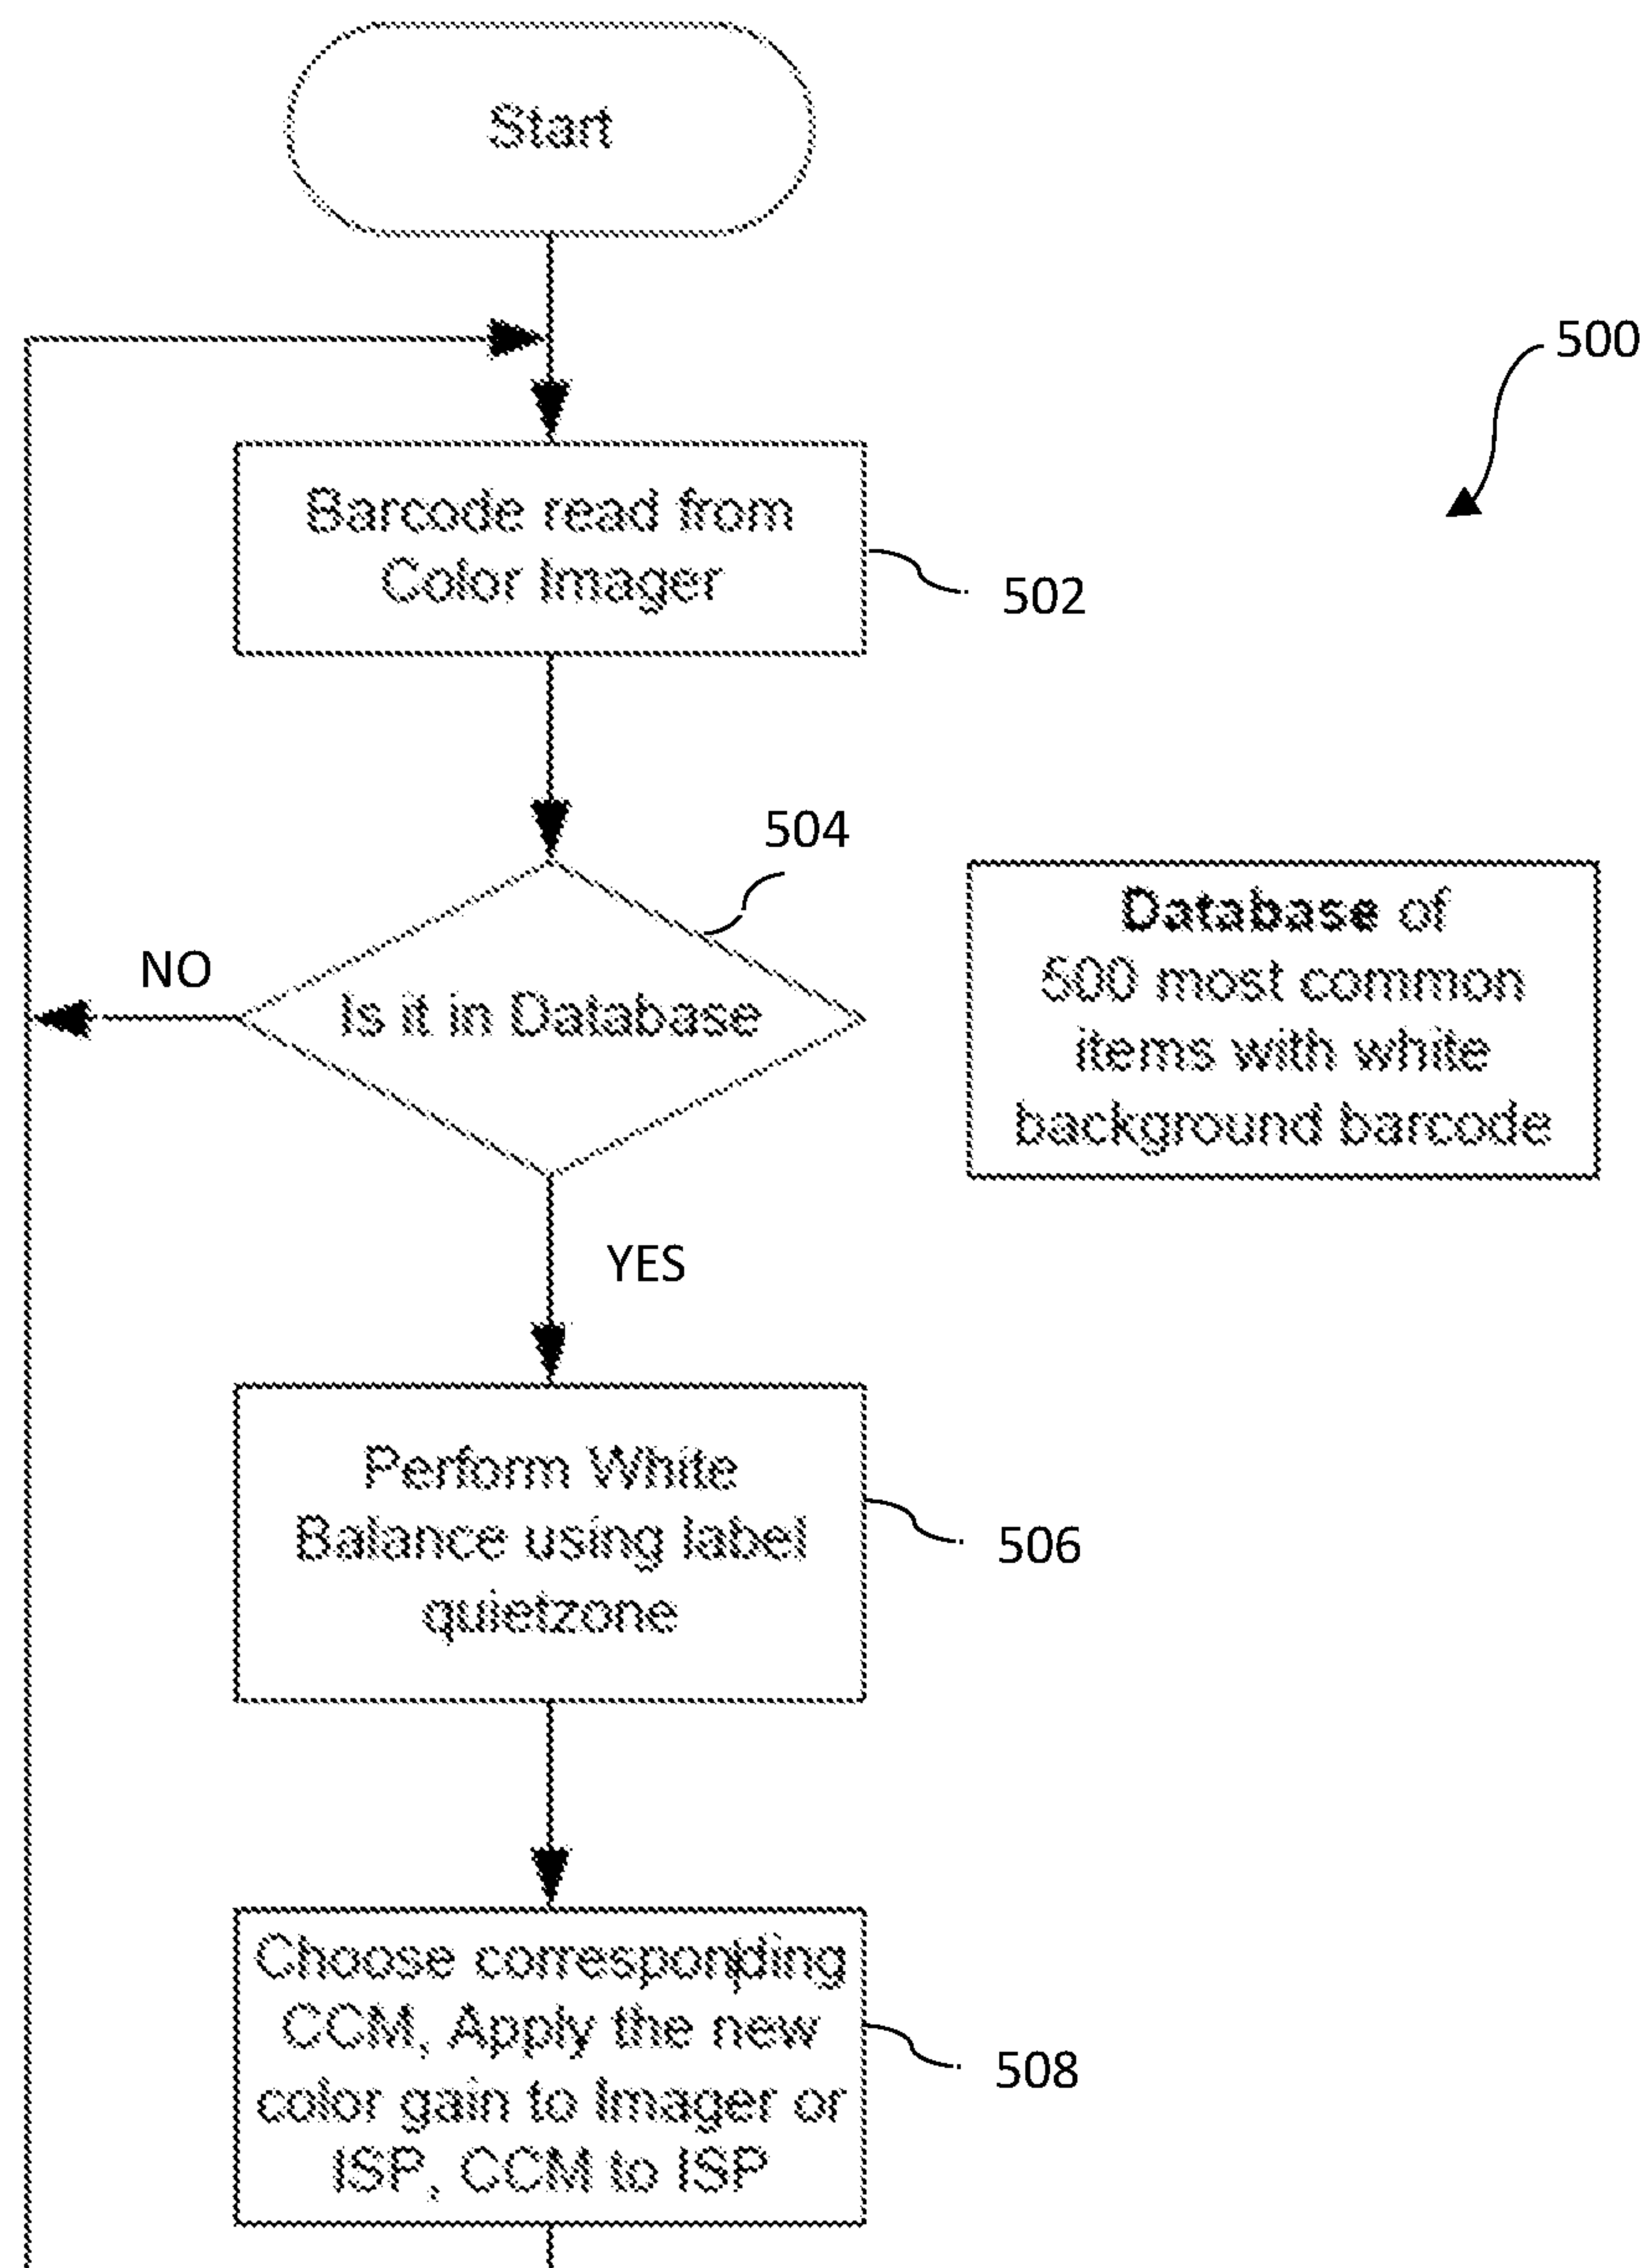 Start
500
Barcode read from
Color Imager
502
504
Database of
500 most common
items with white
background barcode
NO
Is it in Database
YES
Perform White
Balance using label
quietzone
506
Choose corresponding
CCM, Apply the new
color gain to Imager or
ISP, CCM to ISP
508